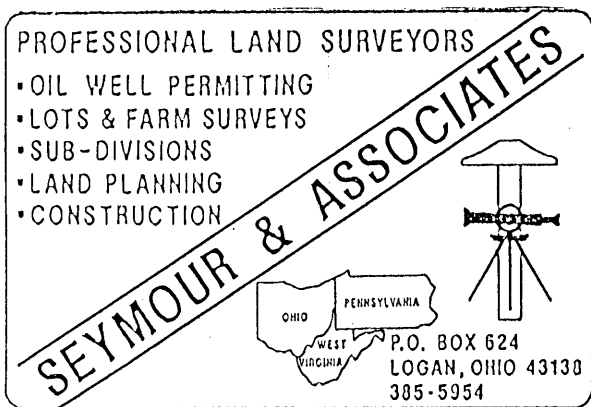 PROFESSIONAL LAND SURVEYORS
▪OIL WELL PERMITTING
▪LOTS & FARM SURVEYS
▪SUB-DIVISIONS
▪LAND PLANNING
▪CONSTRUCTION
SEYMOUR & ASSOCIATES
OHIO
PENNSYLVANIA
WEST
VIRGINIA
P.O. BOX 624
LOGAN, OHIO 43138
385-5954